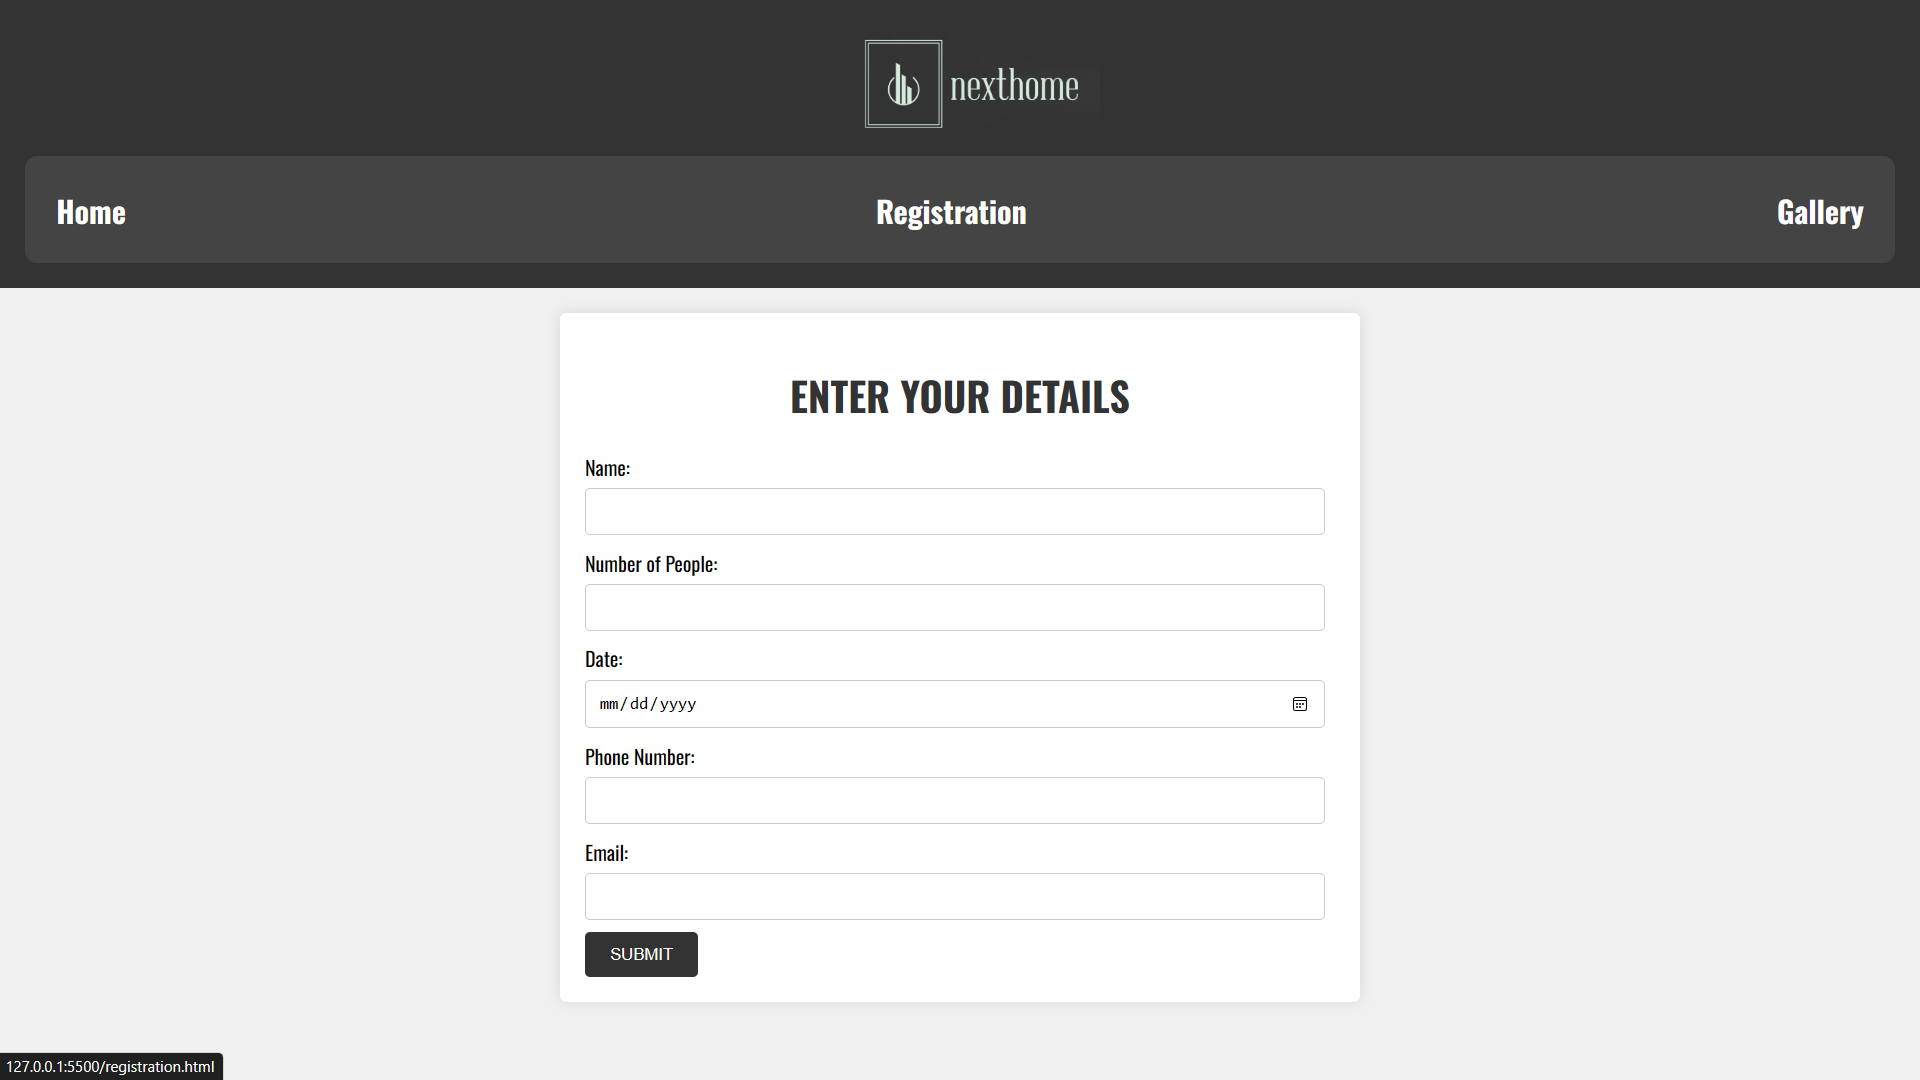 nexthome
Home Registration Gallery
ENTER YOUR DETAILS
Name:
Number of People:
Date:
mm/dd/yyyy
Phone Number:
Email:
SUBMIT
127.0.0.1:5500/registration.html